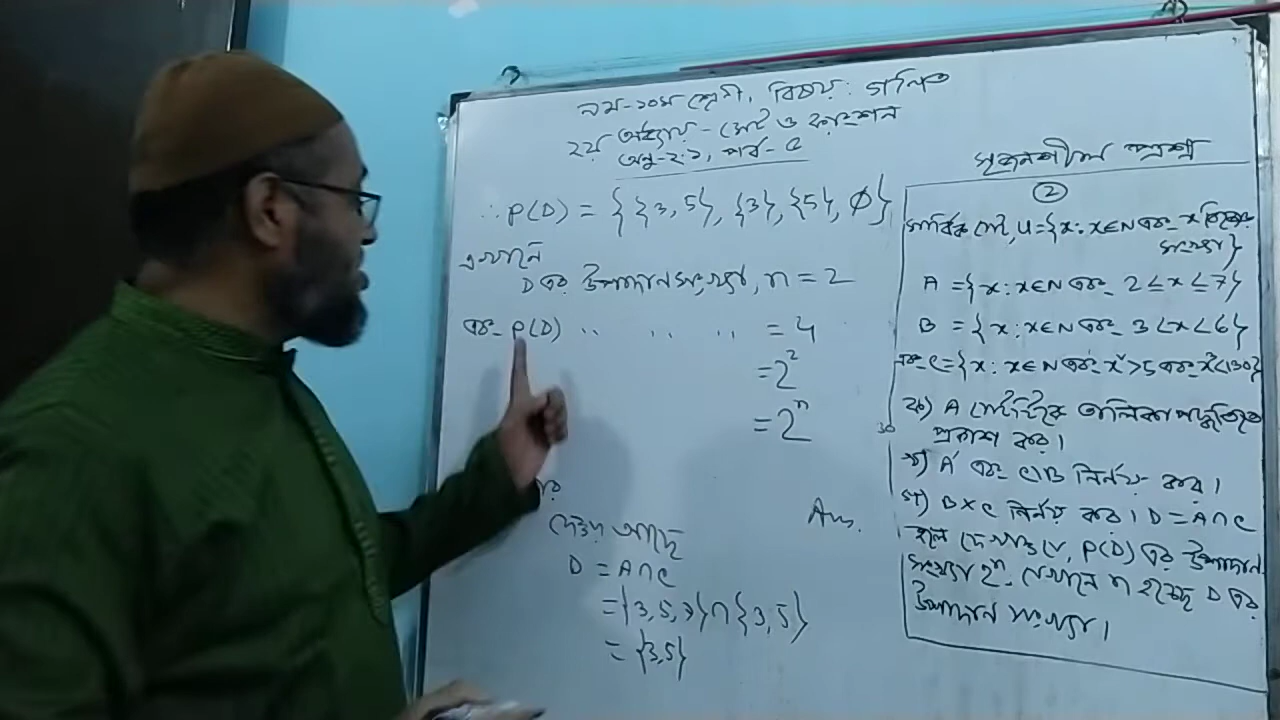 ৯ম-১০ম শ্রেণী, বিষয়: গণিত
২য় অধ্যায় - সেট ও ফাংশন
অনু-২.১, পার্ট- ৫
∴ P(D) = {{3, 5}, {3}, {5}, ∅}
এখানে
D এর উপাদান সংখ্যা, n = 2
এবং P(D) " " " = 4
= 2²
= 2ⁿ
দেওয়া আছে
Ans.
D = A∩C
= {3, 5, 7} ∩ {3, 5}
= {3, 5}
সৃজনশীল প্রশ্ন
২
সার্বিক সেট, U = {x : x∈N এবং x বিজোড়
সংখ্যা}
A = {x : x∈N এবং 2 ≤ x ≤ 7}
B = {x : x∈N এবং 3 < x < 6}
এবং C = {x : x∈N এবং x² > 5 এবং x³ < 130}
ক) A সেটটিকে তালিকা পদ্ধতিতে
প্রকাশ কর।
খ) A′ এবং C\B নির্ণয় কর।
গ) B×C নির্ণয় কর। D = A∩C
হলে দেখাও যে, P(D) এর উপাদান
সংখ্যা 2ⁿ, যেখানে n হচ্ছে D এর
উপাদান সংখ্যা।